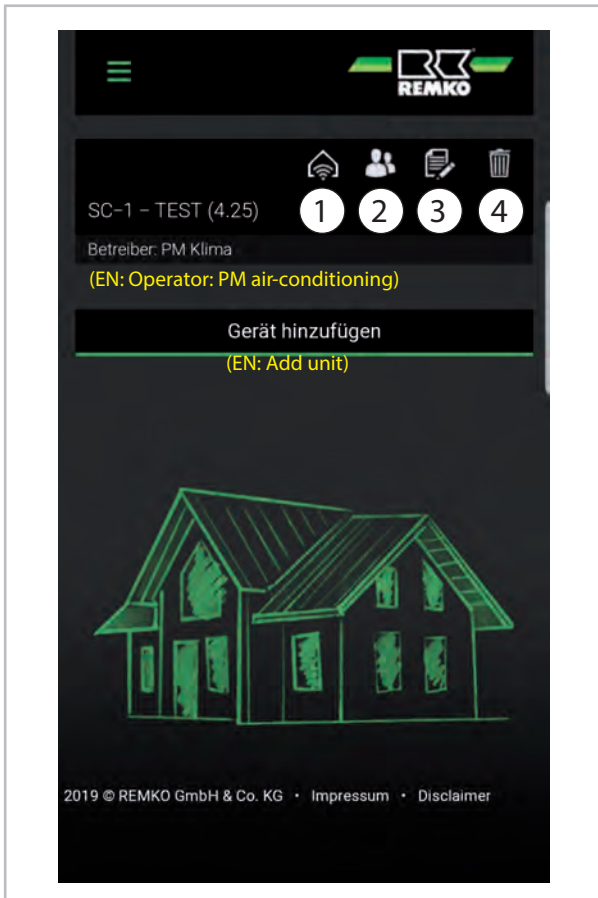 REMKO
1 2 3 4
SC-1 - TEST (4.25)
Betreiber: PM Klima
(EN: Operator: PM air-conditioning)
Gerät hinzufügen
(EN: Add unit)
2019 © REMKO GmbH & Co. KG • Impressum • Disclaimer